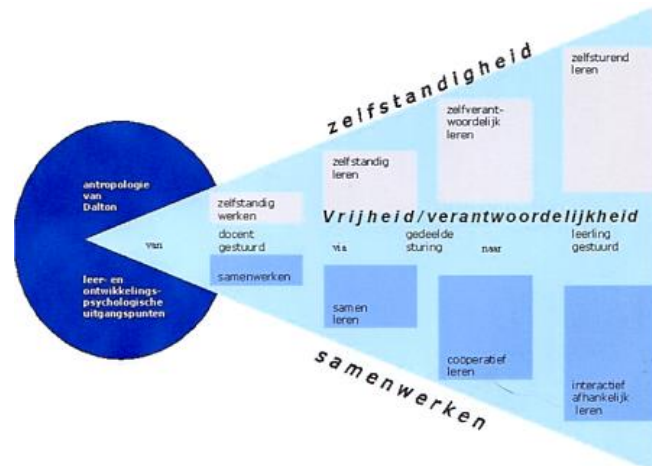 zelfstandigheid
zelfsturend
leren
zelfverant-
woordelijk
leren
zelfstandig
leren
zelfstandig
werken
antropologie
van
Dalton
Vrijheid/verantwoordelijkheid
van
docent
gestuurd
via
gedeelde
sturing
naar
leerling
gestuurd
leer- en
ontwikkelings-
psychologische
uitgangspunten
samenwerken
samen
leren
coöperatief
leren
interactief
afhankelijk
leren
samenwerken